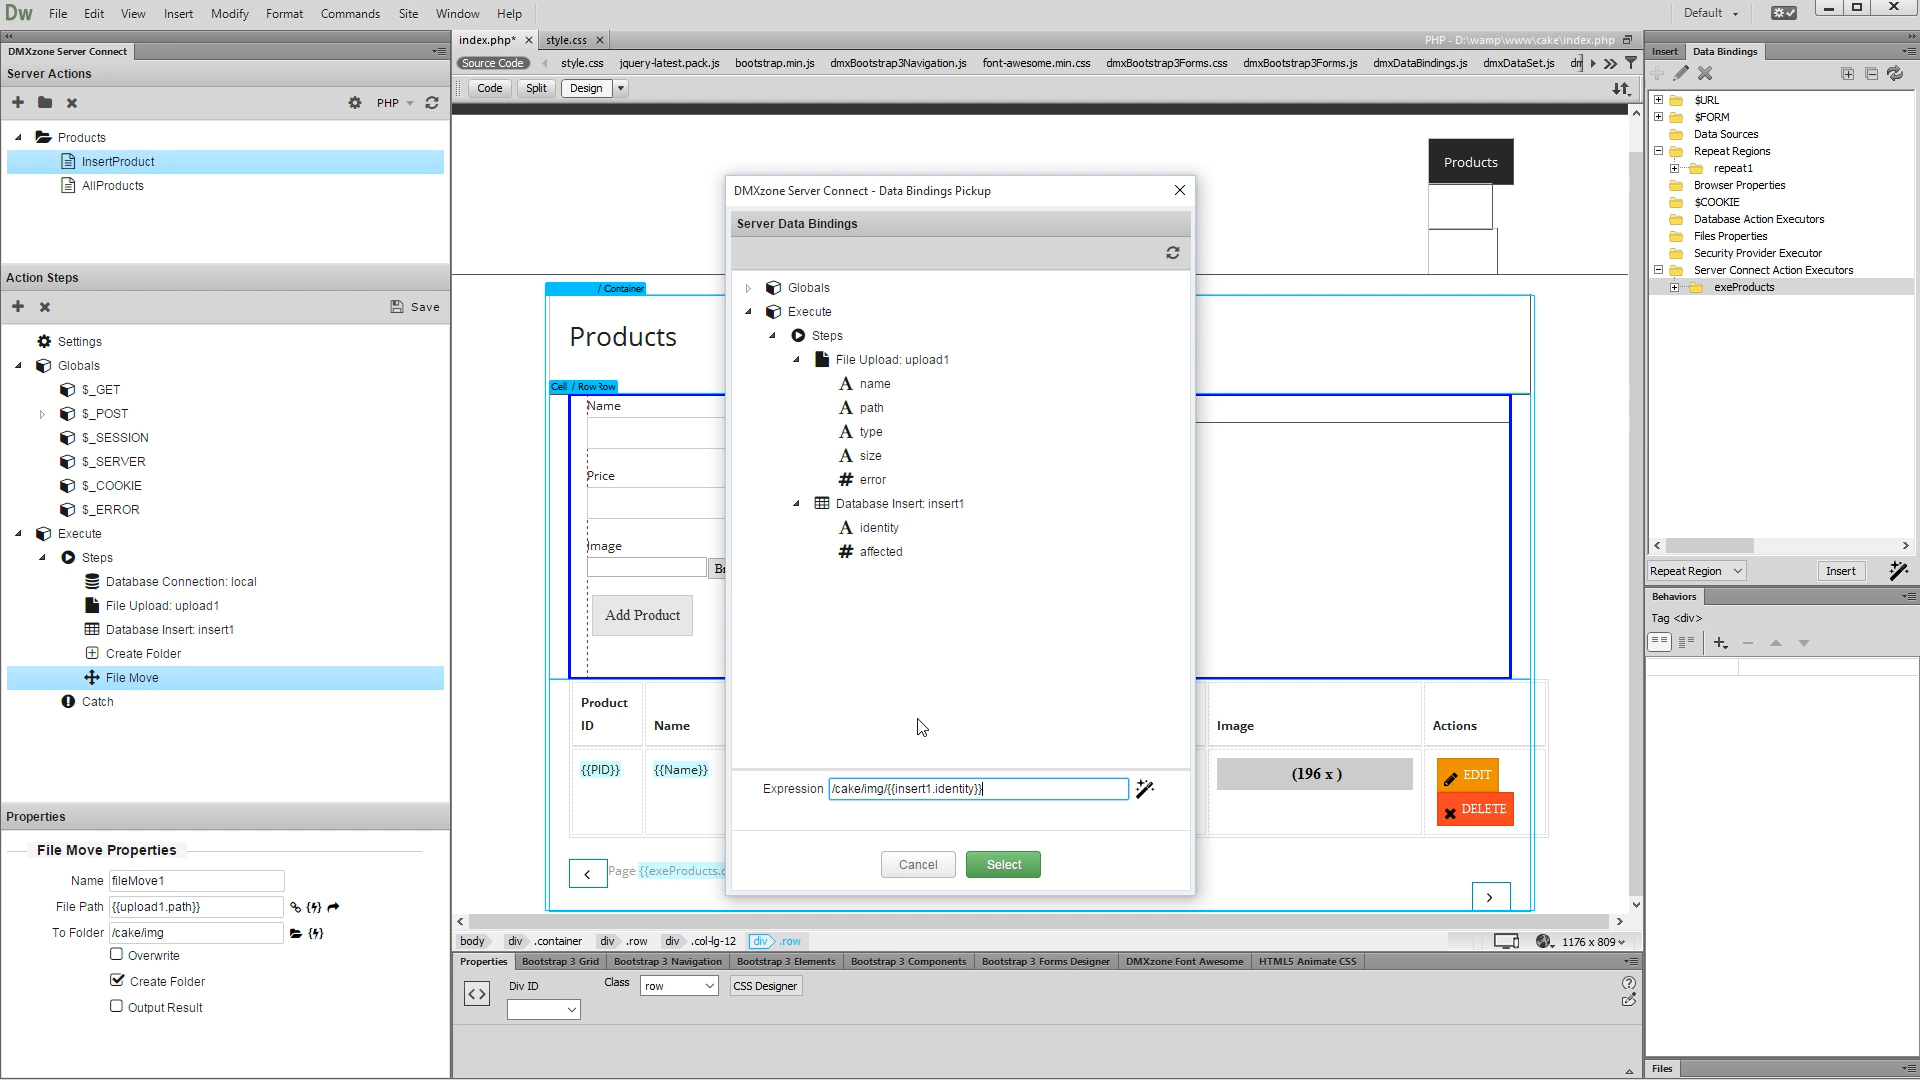 Dw File Edit View Insert Modify Format Commands Site Window Help
Default
DMXzone Server Connect
Server Actions
PHP
Products
InsertProduct
AllProducts
Action Steps
Save
Settings
Globals
$_GET
$_POST
$_SESSION
$_SERVER
$_COOKIE
$_ERROR
Execute
Steps
Database Connection: local
File Upload: upload1
Database Insert: insert1
Create Folder
File Move
Catch
Properties
File Move Properties
Name fileMove1
File Path {{upload1.path}}
To Folder /cake/img
Overwrite
Create Folder
Output Result
index.php* style.css
PHP - D:\wamp\www\cake\index.php
Source Code style.css jquery-latest.pack.js bootstrap.min.js dmxBootstrap3Navigation.js font-awesome.min.css dmxBootstrap3Forms.css dmxBootstrap3Forms.js dmxDataBindings.js dmxDataSet.js
Code Split Design
Products
/ Container
Products
Cell / Row Row
Name
Price
Image
Add Product
Product ID Name Image Actions
{{PID}} {{Name}} (196 x ) EDIT
DELETE
Page {{exeProducts.
DMXzone Server Connect - Data Bindings Pickup
Server Data Bindings
Globals
Execute
Steps
File Upload: upload1
name
path
type
size
error
Database Insert: insert1
identity
affected
Expression /cake/img/{{insert1.identity}}
Cancel Select
body div .container div .row div .col-lg-12 div .row
1176 x 809
Properties Bootstrap 3 Grid Bootstrap 3 Navigation Bootstrap 3 Elements Bootstrap 3 Components Bootstrap 3 Forms Designer DMXzone Font Awesome HTML5 Animate CSS
Div ID Class row CSS Designer
Insert Data Bindings
$URL
$FORM
Data Sources
Repeat Regions
repeat1
Browser Properties
$COOKIE
Database Action Executors
Files Properties
Security Provider Executor
Server Connect Action Executors
exeProducts
Repeat Region Insert
Behaviors
Tag <div>
Files